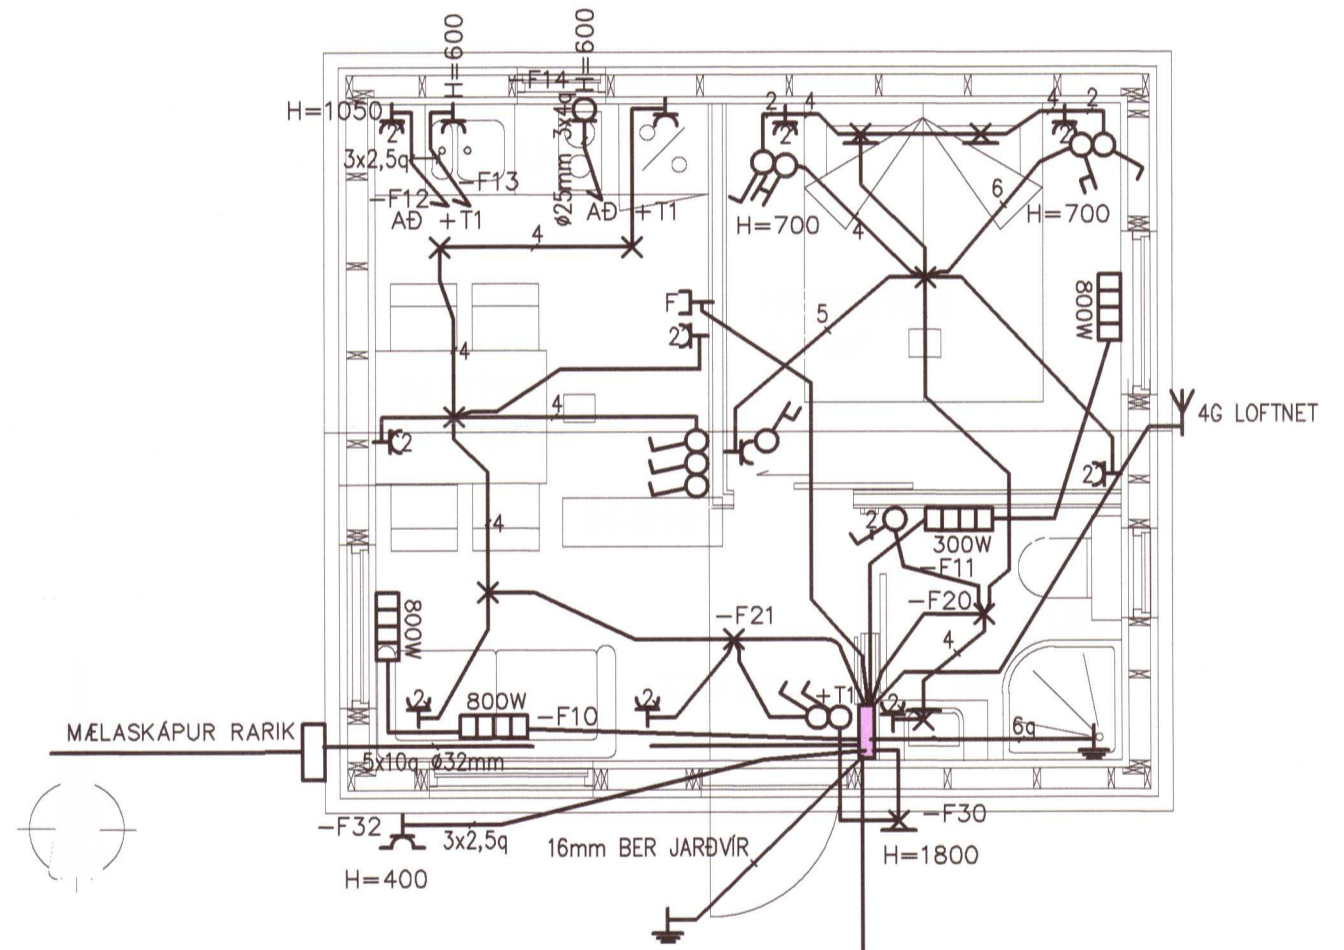 H=600
H=600
-F14
H=1050
2
3x2,5q
-F13
-F12
AÐ +T1
ø25mm 3x4q
AÐ +T1
2
4
4
2
2
2
H=700
4
6
H=700
4
F
5
800W
2
4
4
2
4G LOFTNET
2
4
2
2
300W
-F11
-F20
800W
-F21
4
2
800W
-F10
2
+T1
2
MÆLASKÁPUR RARIK
6q
5x10q ø32mm
-F32
3x2,5q
16mm BER JARÐVÍR
-F30
H=1800
H=400